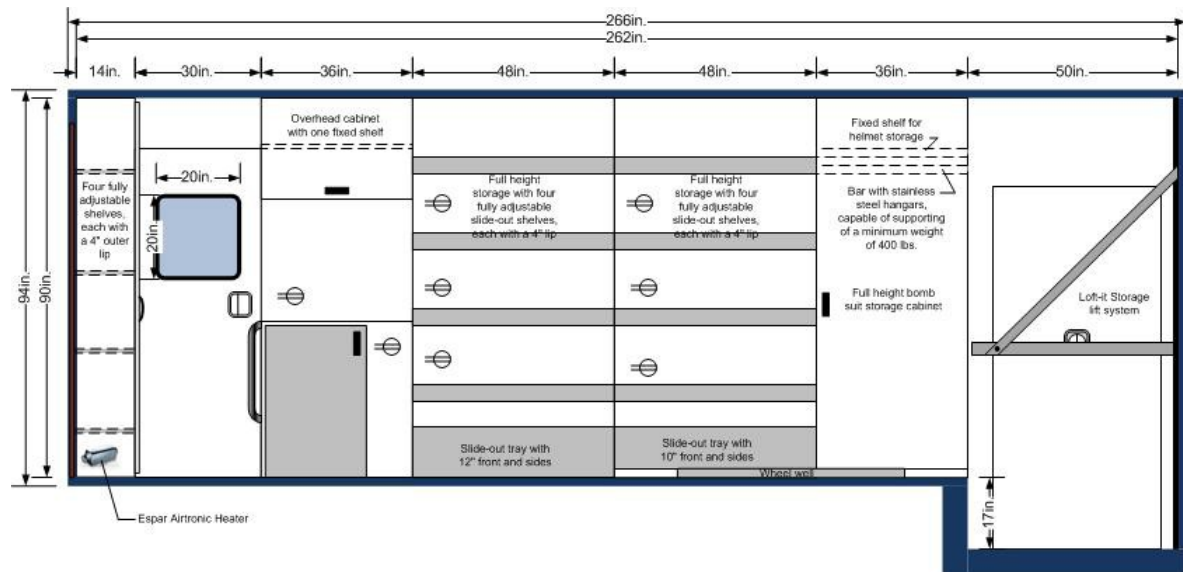 266in.
262in.
14in.
30in.
36in.
48in.
48in.
36in.
50in.
94in.
90in.
Four fully
adjustable
shelves,
each with
a 4" outer
lip
20in.
20in.
Overhead cabinet
with one fixed shelf
Full height
storage with four
fully adjustable
slide-out shelves,
each with a 4" lip
Full height
storage with four
fully adjustable
slide-out shelves,
each with a 4" lip
Fixed shelf for
helmet storage
Bar with stainless
steel hangars,
capable of supporting
of a minimum weight
of 400 lbs.
Full height bomb
suit storage cabinet
Loft-it Storage
lift system
Slide-out tray with
12" front and sides
Slide-out tray with
10" front and sides
Wheel well
17in.
Espar Airtronic Heater